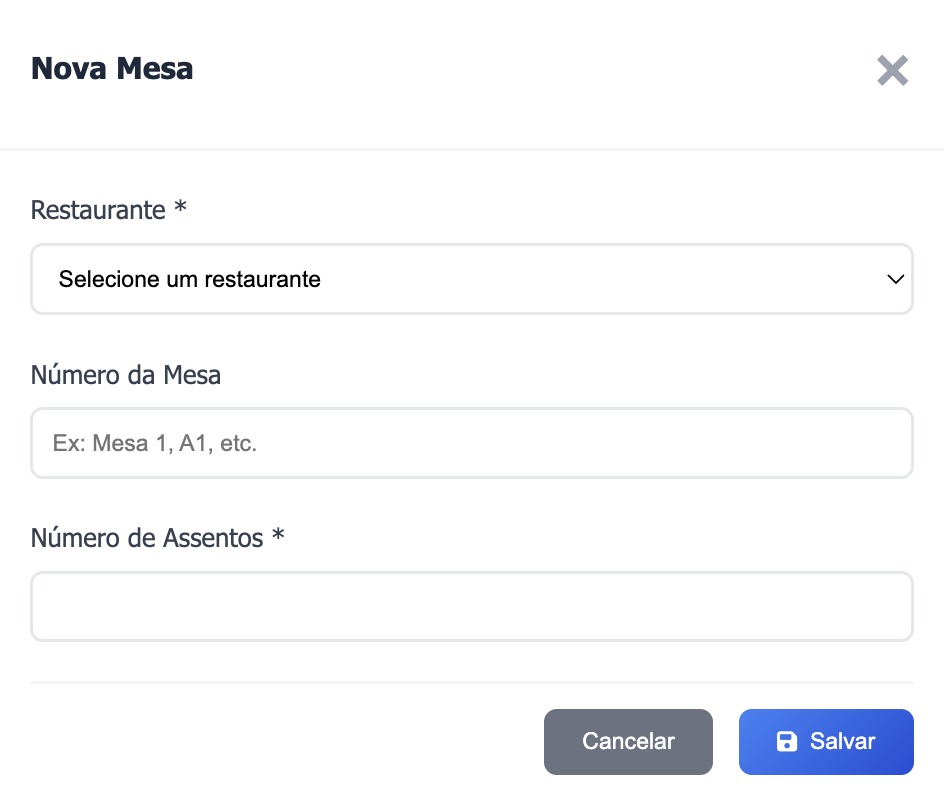 Nova Mesa
Restaurante *
Selecione um restaurante
Número da Mesa
Ex: Mesa 1, A1, etc.
Número de Assentos *
Cancelar
Salvar